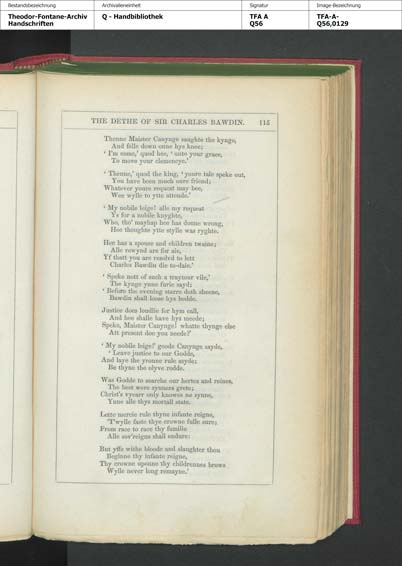 Bestandsbezeichnung Archivalieneinheit Signatur Image-Bezeichnung
Theodor-Fontane-Archiv Q - Handbibliothek TFA A TFA-A-
Handschriften Q56 Q56,0129
THE DETHE OF SIR CHARLES BAWDIN. 115
Thenne Maister Canynge saughte the kynge,
And felle down onne hys knee;
‘ I'm come,’ quod hee, ‘ unto your grace,
To move your clemencye.’
‘ Thenne,’ quod the king, ‘ youre tale speke out,
You have been much oure friend;
Whatever youre request may bee,
Wee wylle to ytte attende.’
‘ My nobile leige! alle my request
Ys for a nobile knyghte,
Who, tho' mayhap hee has donne wrong,
Hee thoughte ytte stylle was ryghte.
Hee has a spouse and children twaine;
Alle rewynd are for aie,
Yf thatt you are resolved to lett
Charles Bawdin die to-daie.’
‘ Speke nott of such a traytour vile,’
The kynge ynne furie sayd;
‘ Before the evening starre doth sheene,
Bawdin shall loose hys hedde.
Justice does loudlie for hym call,
And hee shalle have hys meede;
Speke, Maister Canynge! whatte thynge else
Att present doe you neede?’
‘ My nobile leige!’ goode Canynge sayde,
‘ Leave justice to our Godde,
And laye the yronne rule asyde;
Be thyne the olyve rodde.
Was Godde to searche our hertes and reines,
The best were synners grete;
Christ's vycarr only knowes ne synne,
Ynne alle thys mortall state.
Lette mercie rule thyne infante reigne,
'Twylle faste thye crowne fulle sure;
From race to race thy familie
Alle sov'reigns shall endure:
But yffe withe bloode and slaughter thou
Beginne thy infante reigne,
Thy crowne uponne thy childrennes brows
Wylle never long remayne.’